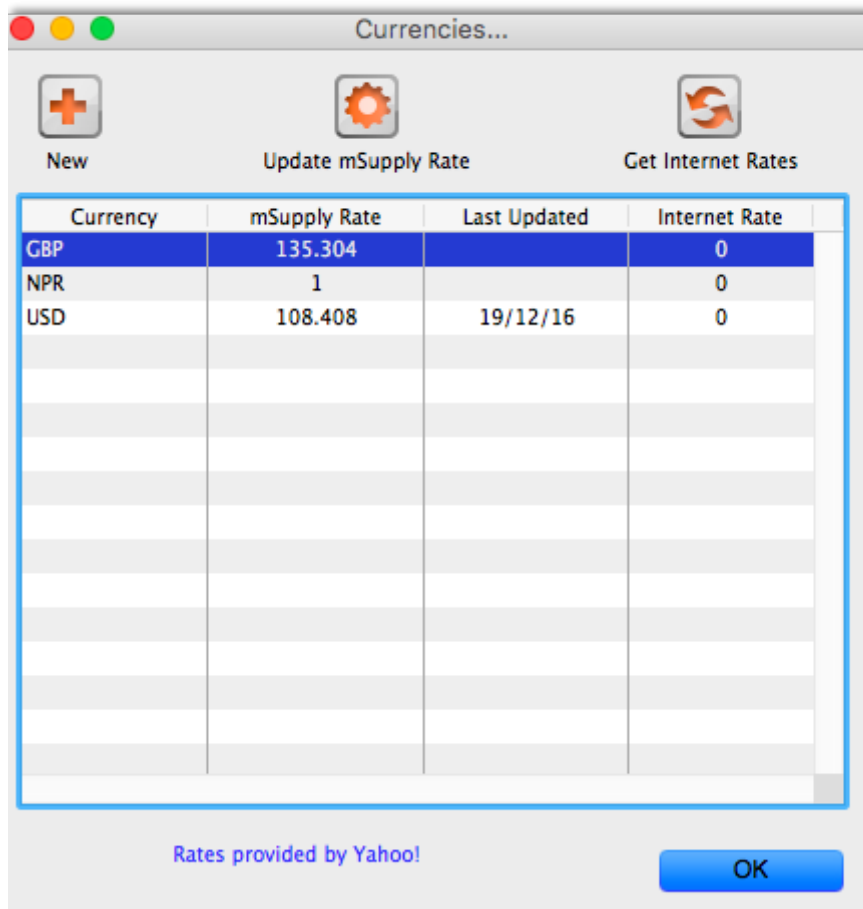 Currencies...
New Update mSupply Rate Get Internet Rates
Currency mSupply Rate Last Updated Internet Rate
GBP 135.304 0
NPR 1 0
USD 108.408 19/12/16 0
Rates provided by Yahoo!
OK